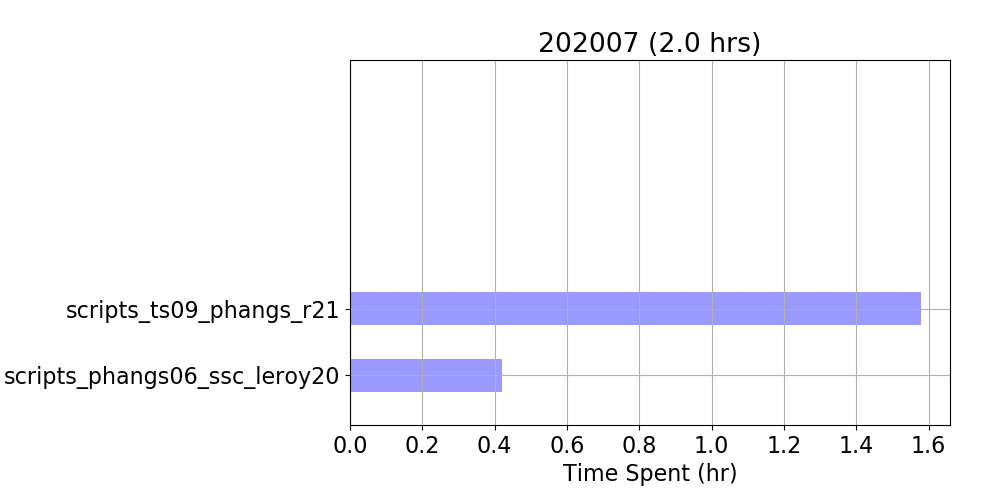 202007 (2.0 hrs)
scripts_ts09_phangs_r21
scripts_phangs06_ssc_leroy20
0.0 0.2 0.4 0.6 0.8 1.0 1.2 1.4 1.6
Time Spent (hr)